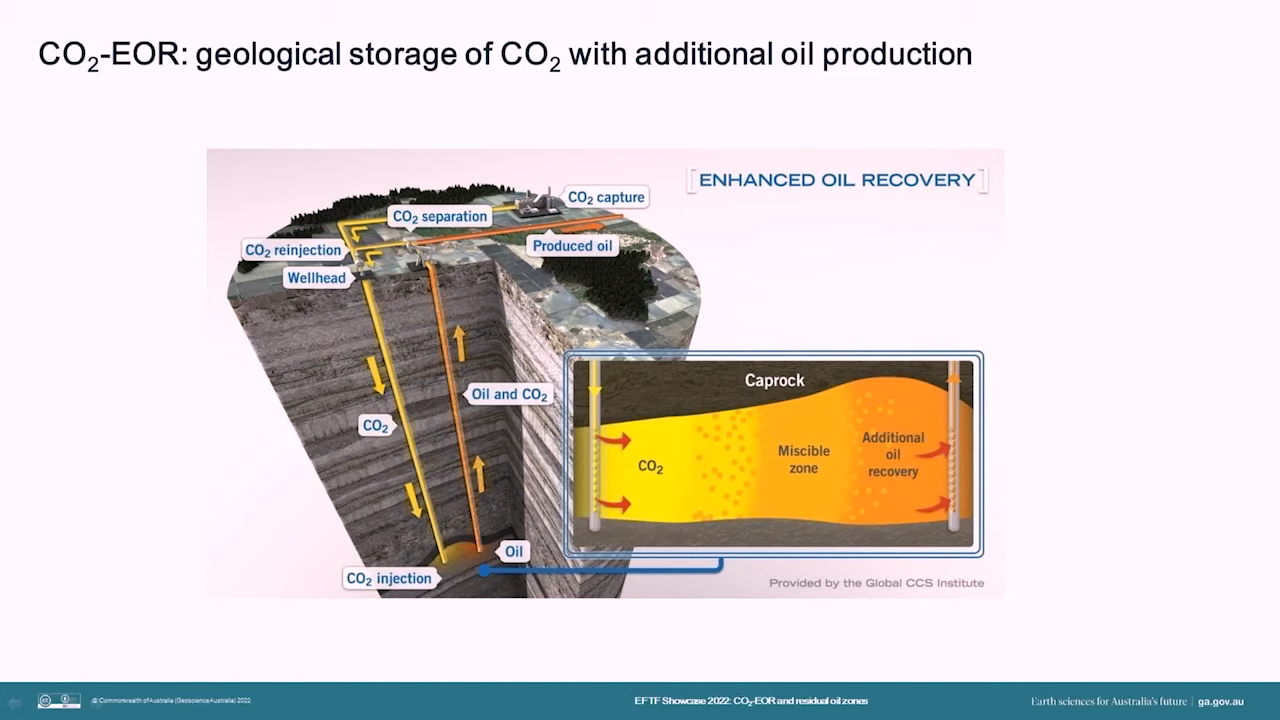 CO₂-EOR: geological storage of CO₂ with additional oil production
[ENHANCED OIL RECOVERY]
CO₂ capture
CO₂ separation
Produced oil
CO₂ reinjection
Wellhead
Caprock
Oil and CO₂
CO₂
CO₂
Miscible
zone
Additional
oil
recovery
Oil
CO₂ injection
Provided by the Global CCS Institute
© Commonwealth of Australia (Geoscience Australia) 2022
EFTF Showcase 2022: CO₂-EOR and residual oil zones
Earth sciences for Australia's future | ga.gov.au